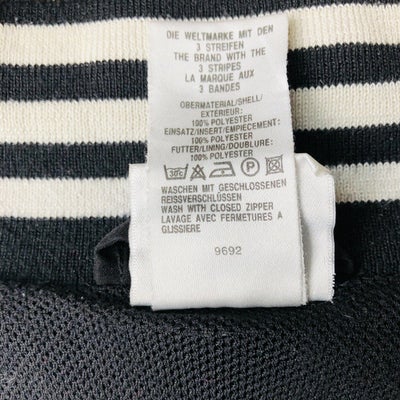 DIE WELTMARKE MIT DEN
3 STREIFEN
THE BRAND WITH THE
3 STRIPES
LA MARQUE AUX
3 BANDES
OBERMATERIAL/SHELL/
EXTERIEUR:
100% POLYESTER
EINSATZ/INSERT/EMPIECEMENT:
100% POLYESTER
FUTTER/LINING/DOUBLURE:
100% POLYESTER
30°C
WASCHEN MIT GESCHLOSSENEN
REISSVERSCHLÜSSEN
WASH WITH CLOSED ZIPPER
LAVAGE AVEC FERMETURES A
GLISSIERE
9692